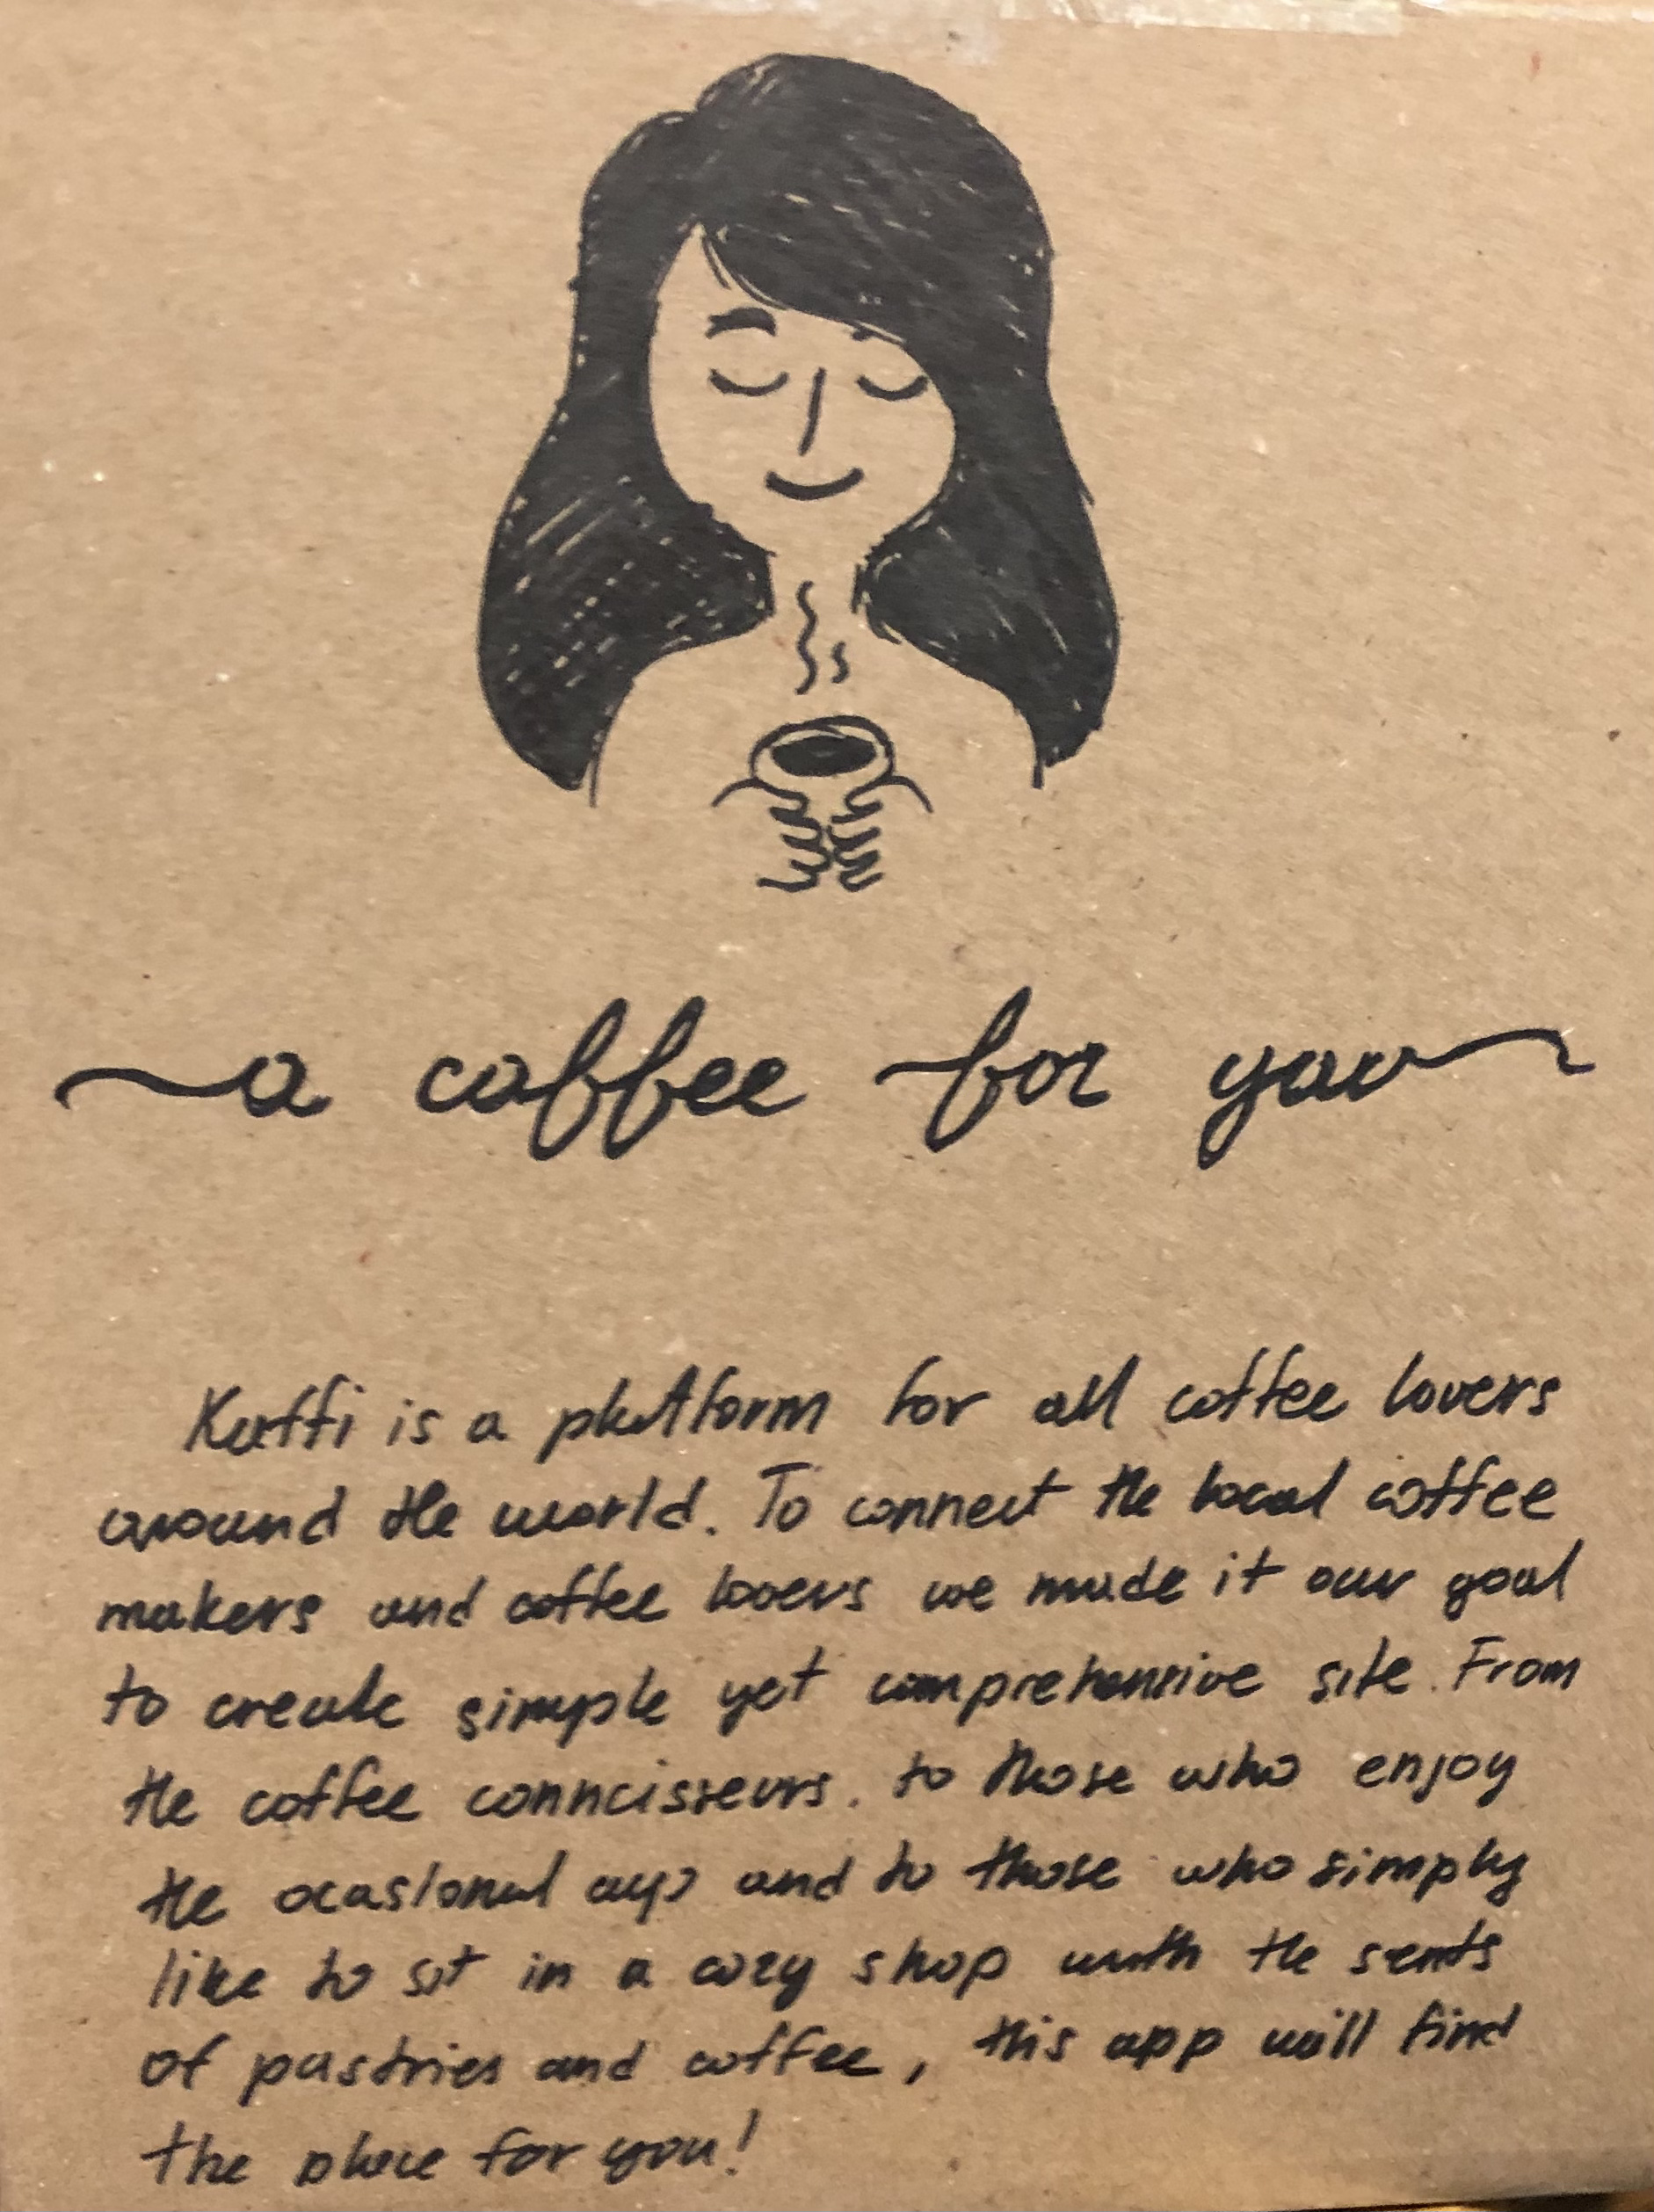 a coffee for you
Kaffi is a platform for all coffee lovers
around the world. To connect the local coffee
makers and coffee lovers we made it our goal
to create simple yet comprehensive site. From
the coffee conncisseurs. to those who enjoy
the ocasional cup and to those who simply
like to sit in a cozy shop with the sents
of pastries and coffee, this app will find
the place for you!